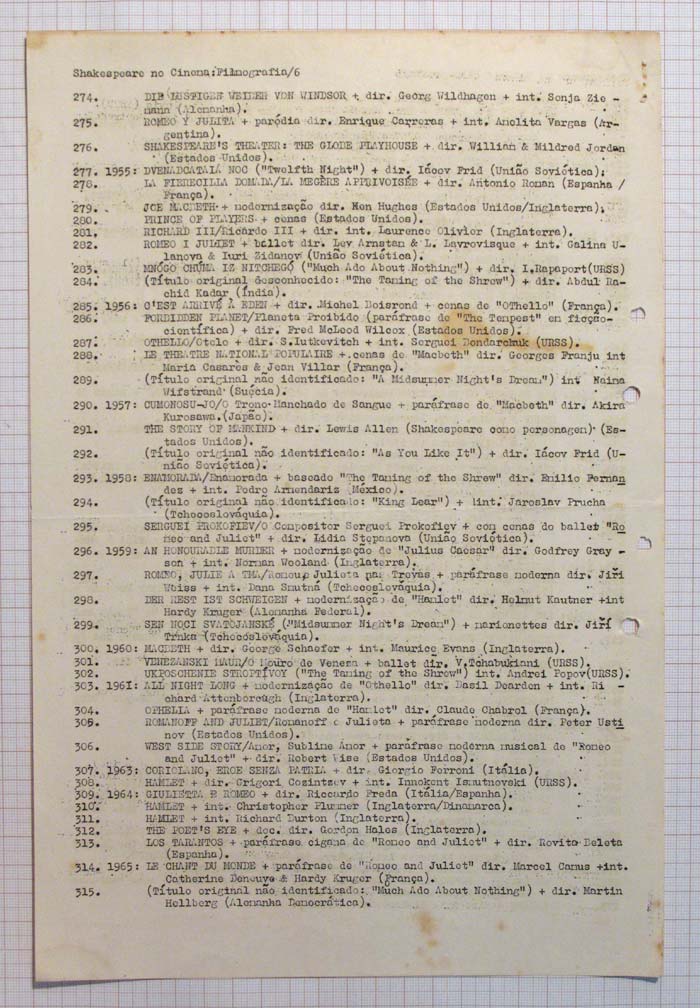 Shakespeare no Cinema:Filmografia/6
274. DIE LUSTIGEN WEIBER VON WINDSOR + dir. Georg Wildhagen + int. Sonja Zie -
mann (Alemanha).
275. ROMEO Y JULITA + paródia dir. Enrique Carreras + int. Amolita Vargas (Ar-
gentina).
276. SHAKESPEARE'S THEATER: THE GLOBE PLAYHOUSE + dir. Willian & Mildred Jordan
(Estados Unidos).
277. 1955: DVENADCATAIÁ NOC ("Twelfth Night") + dir. Iácov Frid (União Soviética);
278. LA FIERECILLA DOMADA/LA MEGÈRE APPRIVOISÉE + dir. Antonio Roman (Espanha /
França).
279. JOE MACBETH + modernização dir. Ken Hughes (Estados Unidos/Inglaterra);
280. PRINCE OF PLAYERS + cenas (Estados Unidos).
281. RICHARD III/Ricardo III + dir. int. Laurence Olivier (Inglaterra).
282. ROMEO I JULIET + ballet dir. Lev Arnstan & L. Lavrovisque + int. Galina U-
lanova & Iuri Zidanov (União Soviética).
283. MNÓGO CHUMA IZ NITCHEGÓ ("Much Ado About Nothing") + dir. I.Rapaport(URSS)
284. (Título original desconhecido: "The Taming of the Shrew") + dir. Abdul Ra-
chid Kadar (Índia).
285. 1956: C'EST ARRIVÉ À EDEN + dir. Michel Boisrond + cenas de "OThello" (França).
286. FORBIDDEN PLANET/Planeta Proibido (paráfrase de "The Tempest" en ficção-
científica) + dir. Fred McLeod Wilcox (Estados Unidos).
287. OTHELLO/Otelo + dir. S.Iutkevitch + int. Serguei Bondarchuk (URSS).
288. LE THEATRE NATIONAL POPULAIRE + cenas de "Macbeth" dir. Georges Franju int
Maria Casarès & Jean Villar (França).
289. (Título original não identificado: "A Midsummer Night's Dream") int Naima
Wifstrand (Suécia).
290. 1957: CUMONOSU-JO/O Trono Manchado de Sangue + paráfrase de "Macbeth" dir. Akira
Kurosawa.(Japão).
291. THE STORY OF MANKIND + dir. Lewis Allen (Shakespeare como personagem) (Es-
tados Unidos).
292. (Título original não identificado: "As You Like It") + dir. Iácov Frid (U-
nião Soviética).
293. 1958: ENAMORADA/Enamorada + baseado "The Taming of the Shrew" dir. Emilio Fernan
des + int. Pedro Armendariz (México).
294. (Título original não identificado: "King Lear") + int. Jaroslav Prucha
(Tchecoslováquia).
295. SERGUEI PROKOFIEV/O Compositor Serguei Prokofiev + com cenas do ballet "Ro
meo and Juliet" + dir. Lidia Stepanova (União Soviética).
296. 1959: AN HONOURABLE MURDER + modernização de "Julius Caesar" dir. Godfrey Gray -
son + int. Norman Wooland (Inglaterra).
297. ROMEO, JULIE A TMA/Romeu, Julieta nas Trevas + paráfrase moderna dir. Jiři
Weiss + int. Dana Smutná (Tchecoslováquia).
298. DER REST IST SCHWEIGEN + modernização de "Hamlet" dir. Helmut Kautner +int
Hardy Kruger (Alemanha Federal).
299. SEN NOCI SVATOJANSKÉ ("Midsummer Night's Dream") + marionettes dir. Jiří
Trnka (Tchecoslováquia).
300. 1960: MACBETH + dir. George Schaefer + int. Maurice Evans (Inglaterra).
301. VENEZANSKI MAUR/O Mouro de Veneza + ballet dir. V.Tchabukiani (URSS).
302. UKPOSCHENIE STROPTÍVOY ("The Taming of the Shrew") int. Andrei Popov(URSS).
303. 1961: ALL NIGHT LONG + modernização de "Othello" dir. Basil Dearden + int. Ri -
chard Attenborough (Inglaterra).
304. OPHELIA + paráfrase moderna de "Hamlet" dir. Claude Chabrol (França).
305. ROMANOFF AND JULIET/Romanoff e Julieta + paráfrase moderna dir. Peter Usti
nov (Estados Unidos).
306. WEST SIDE STORY/Amor, Sublime Amor + paráfrase moderna musical de "Romeo
and Juliet" + dir. Robert Wise (Estados Unidos).
307. 1963: CORIOLANO, EROE SENZA PATRIA + dir. Giorgio Ferroni (Itália).
308. HAMLET + dir. Grigori Cozintzev + int. Innokent Ismutnovski (URSS).
309. 1964: GIULIETTA E ROMEO + dir. Riccardo Freda (Itália/Espanha).
310. HAMLET + int. Christopher Plummer (Inglaterra/Dinamarca).
311. HAMLET + int. Richard Burton (Inglaterra).
312. THE POET'S EYE + doc. dir. Gordon Hales (Inglaterra).
313. LOS TARANTOS + paráfrase cigana de "Romeo and Juliet" + dir. Rovita Beleta
(Espanha).
314. 1965: LE CHANT DU MONDE + paráfrase de "Romeo and Juliet" dir. Marcel Camus +int.
Catherine Deneuve & Hardy Kruger (França).
315. (Título original não identificado: "Much Ado About Nothing") + dir. Martin
Hellberg (Alemanha Democrática).